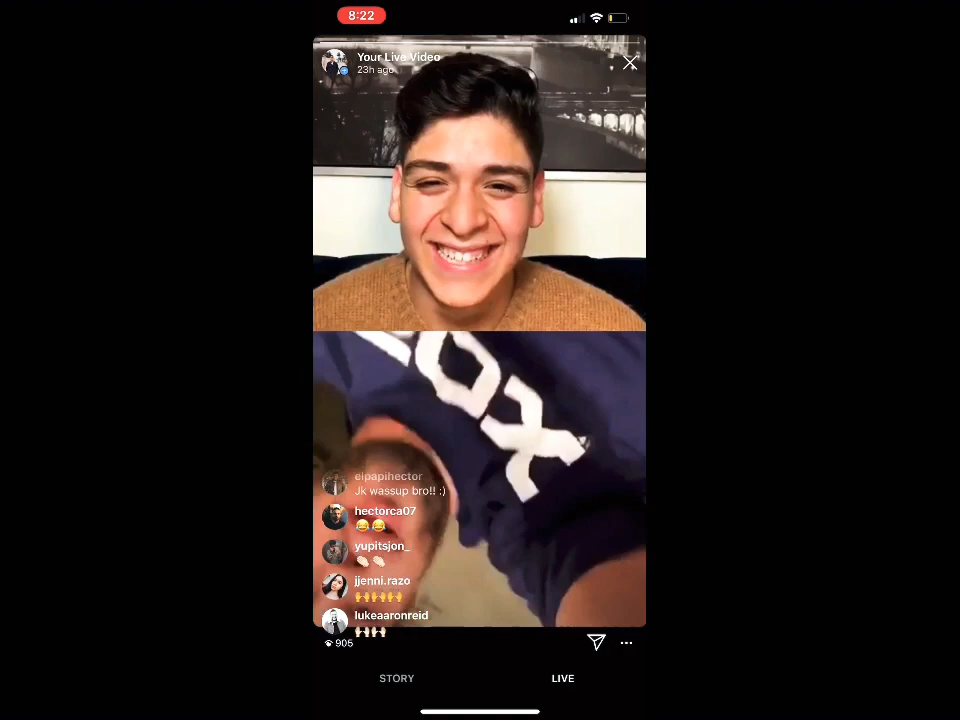 8:22
Your Live Video
23h ago
OX
elpapihector
Jk wassup bro!! :)
hectorca07
😂😂
yupitsjon_
👏🏻👏🏻
jjenni.razo
🙌🙌🙌🙌
lukeaaronreid
🙌🏻🙌🏻
905
STORY
LIVE